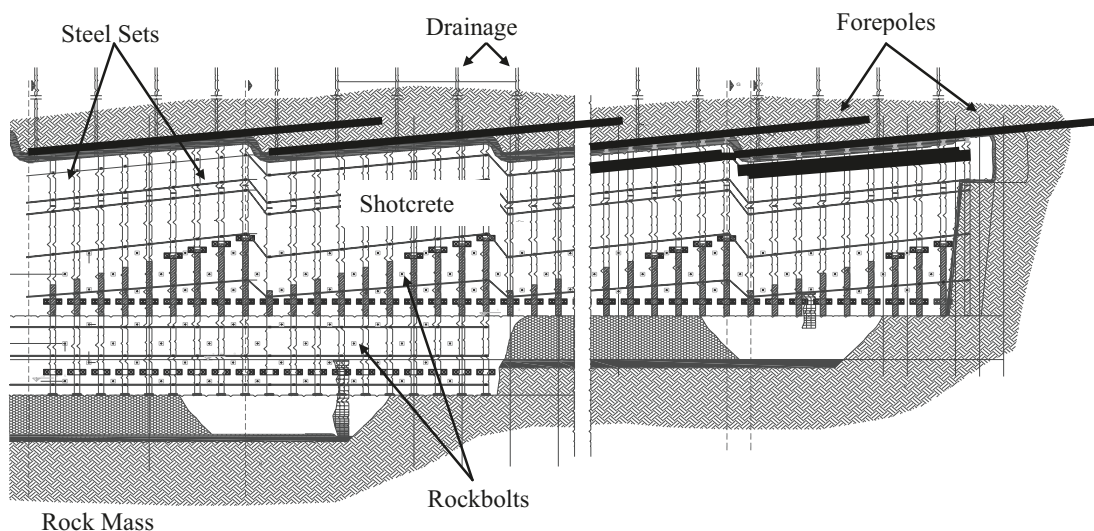 Steel Sets
Drainage
Forepoles
Shotcrete
Rockbolts
Rock Mass